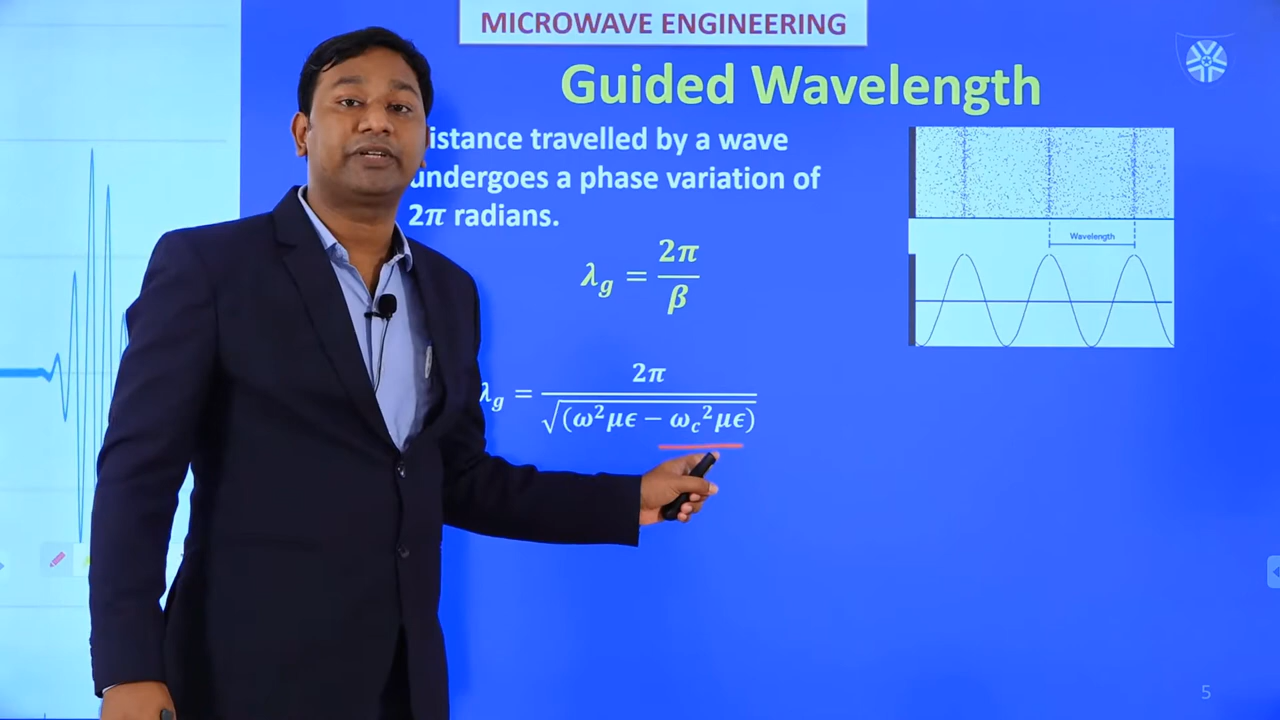 MICROWAVE ENGINEERING
Guided Wavelength
istance travelled by a wave
undergoes a phase variation of
2π radians.
λg = 2π / β
Wavelength
λg = 2π / √(ω²μϵ − ωc²μϵ)
5